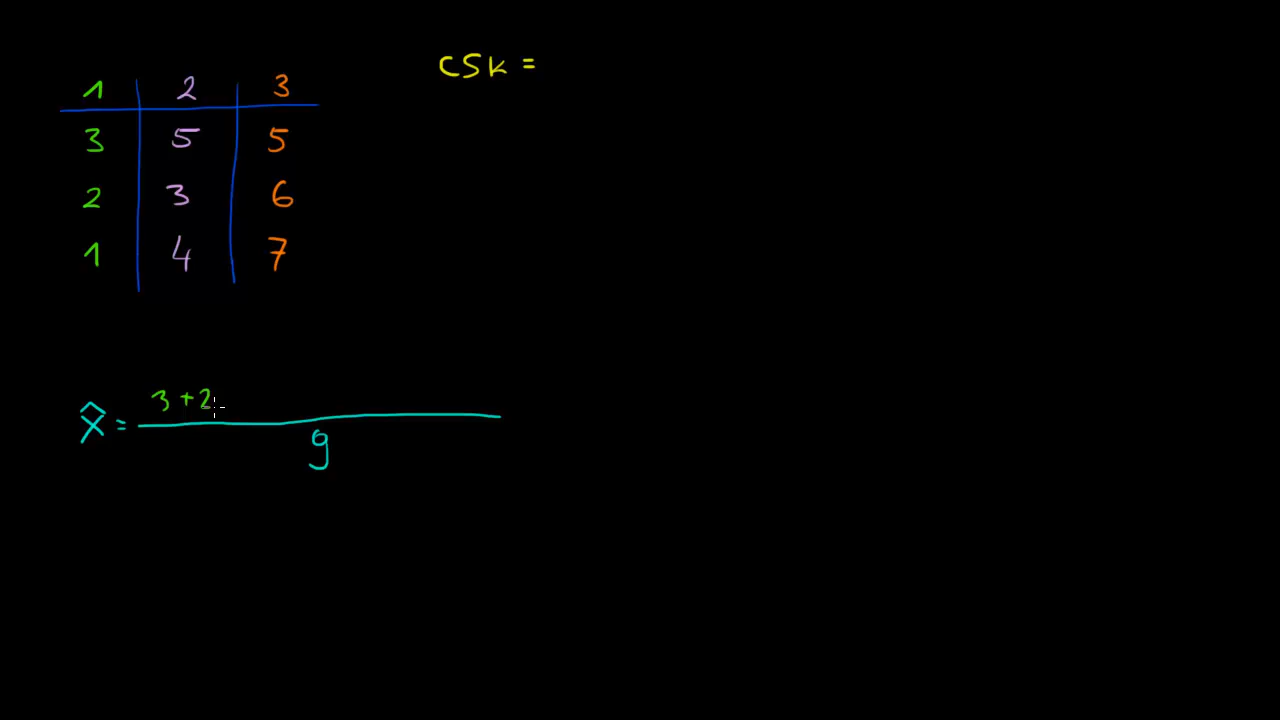 CSK =
1 2 3
3 5 5
2 3 6
1 4 7
3 + 2
x̂ =
9